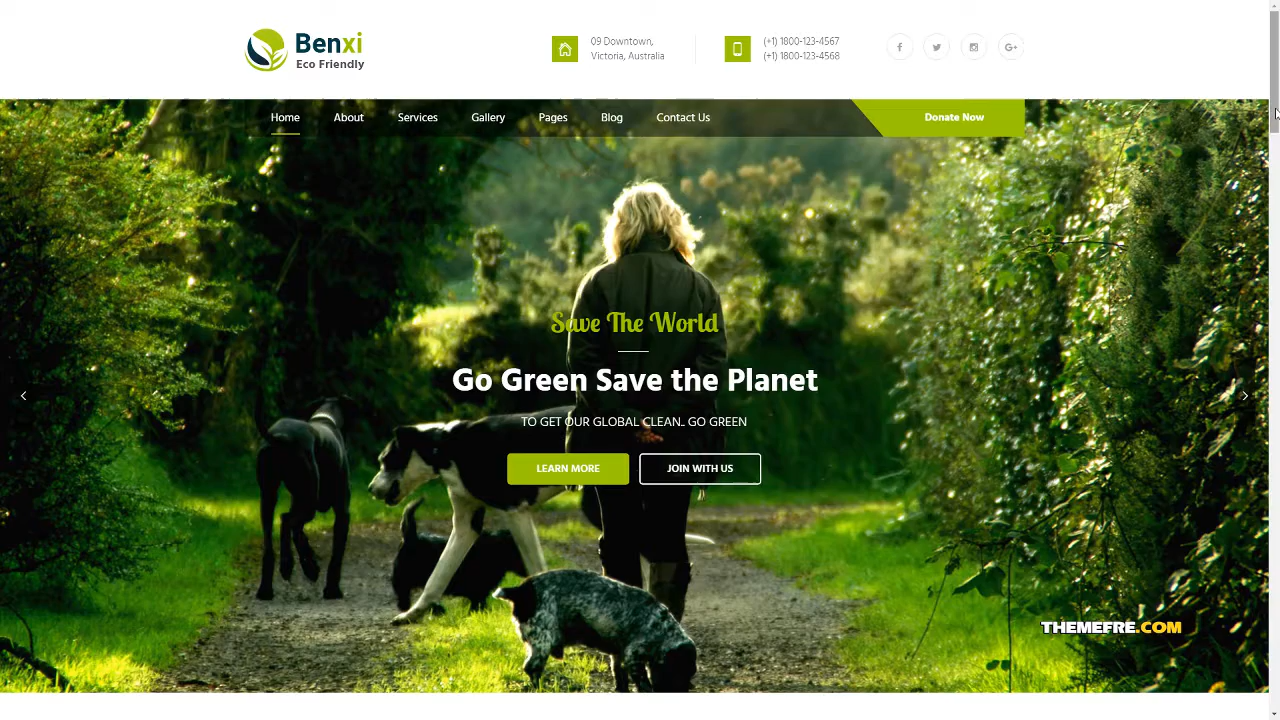 Benxi
Eco Friendly
09 Downtown,
Victoria, Australia
(+1) 1800-123-4567
(+1) 1800-123-4568
G+
Home About Services Gallery Pages Blog Contact Us Donate Now
Save The World
Go Green Save the Planet
TO GET OUR GLOBAL CLEAN.. GO GREEN
LEARN MORE JOIN WITH US
THEMEFRE.COM